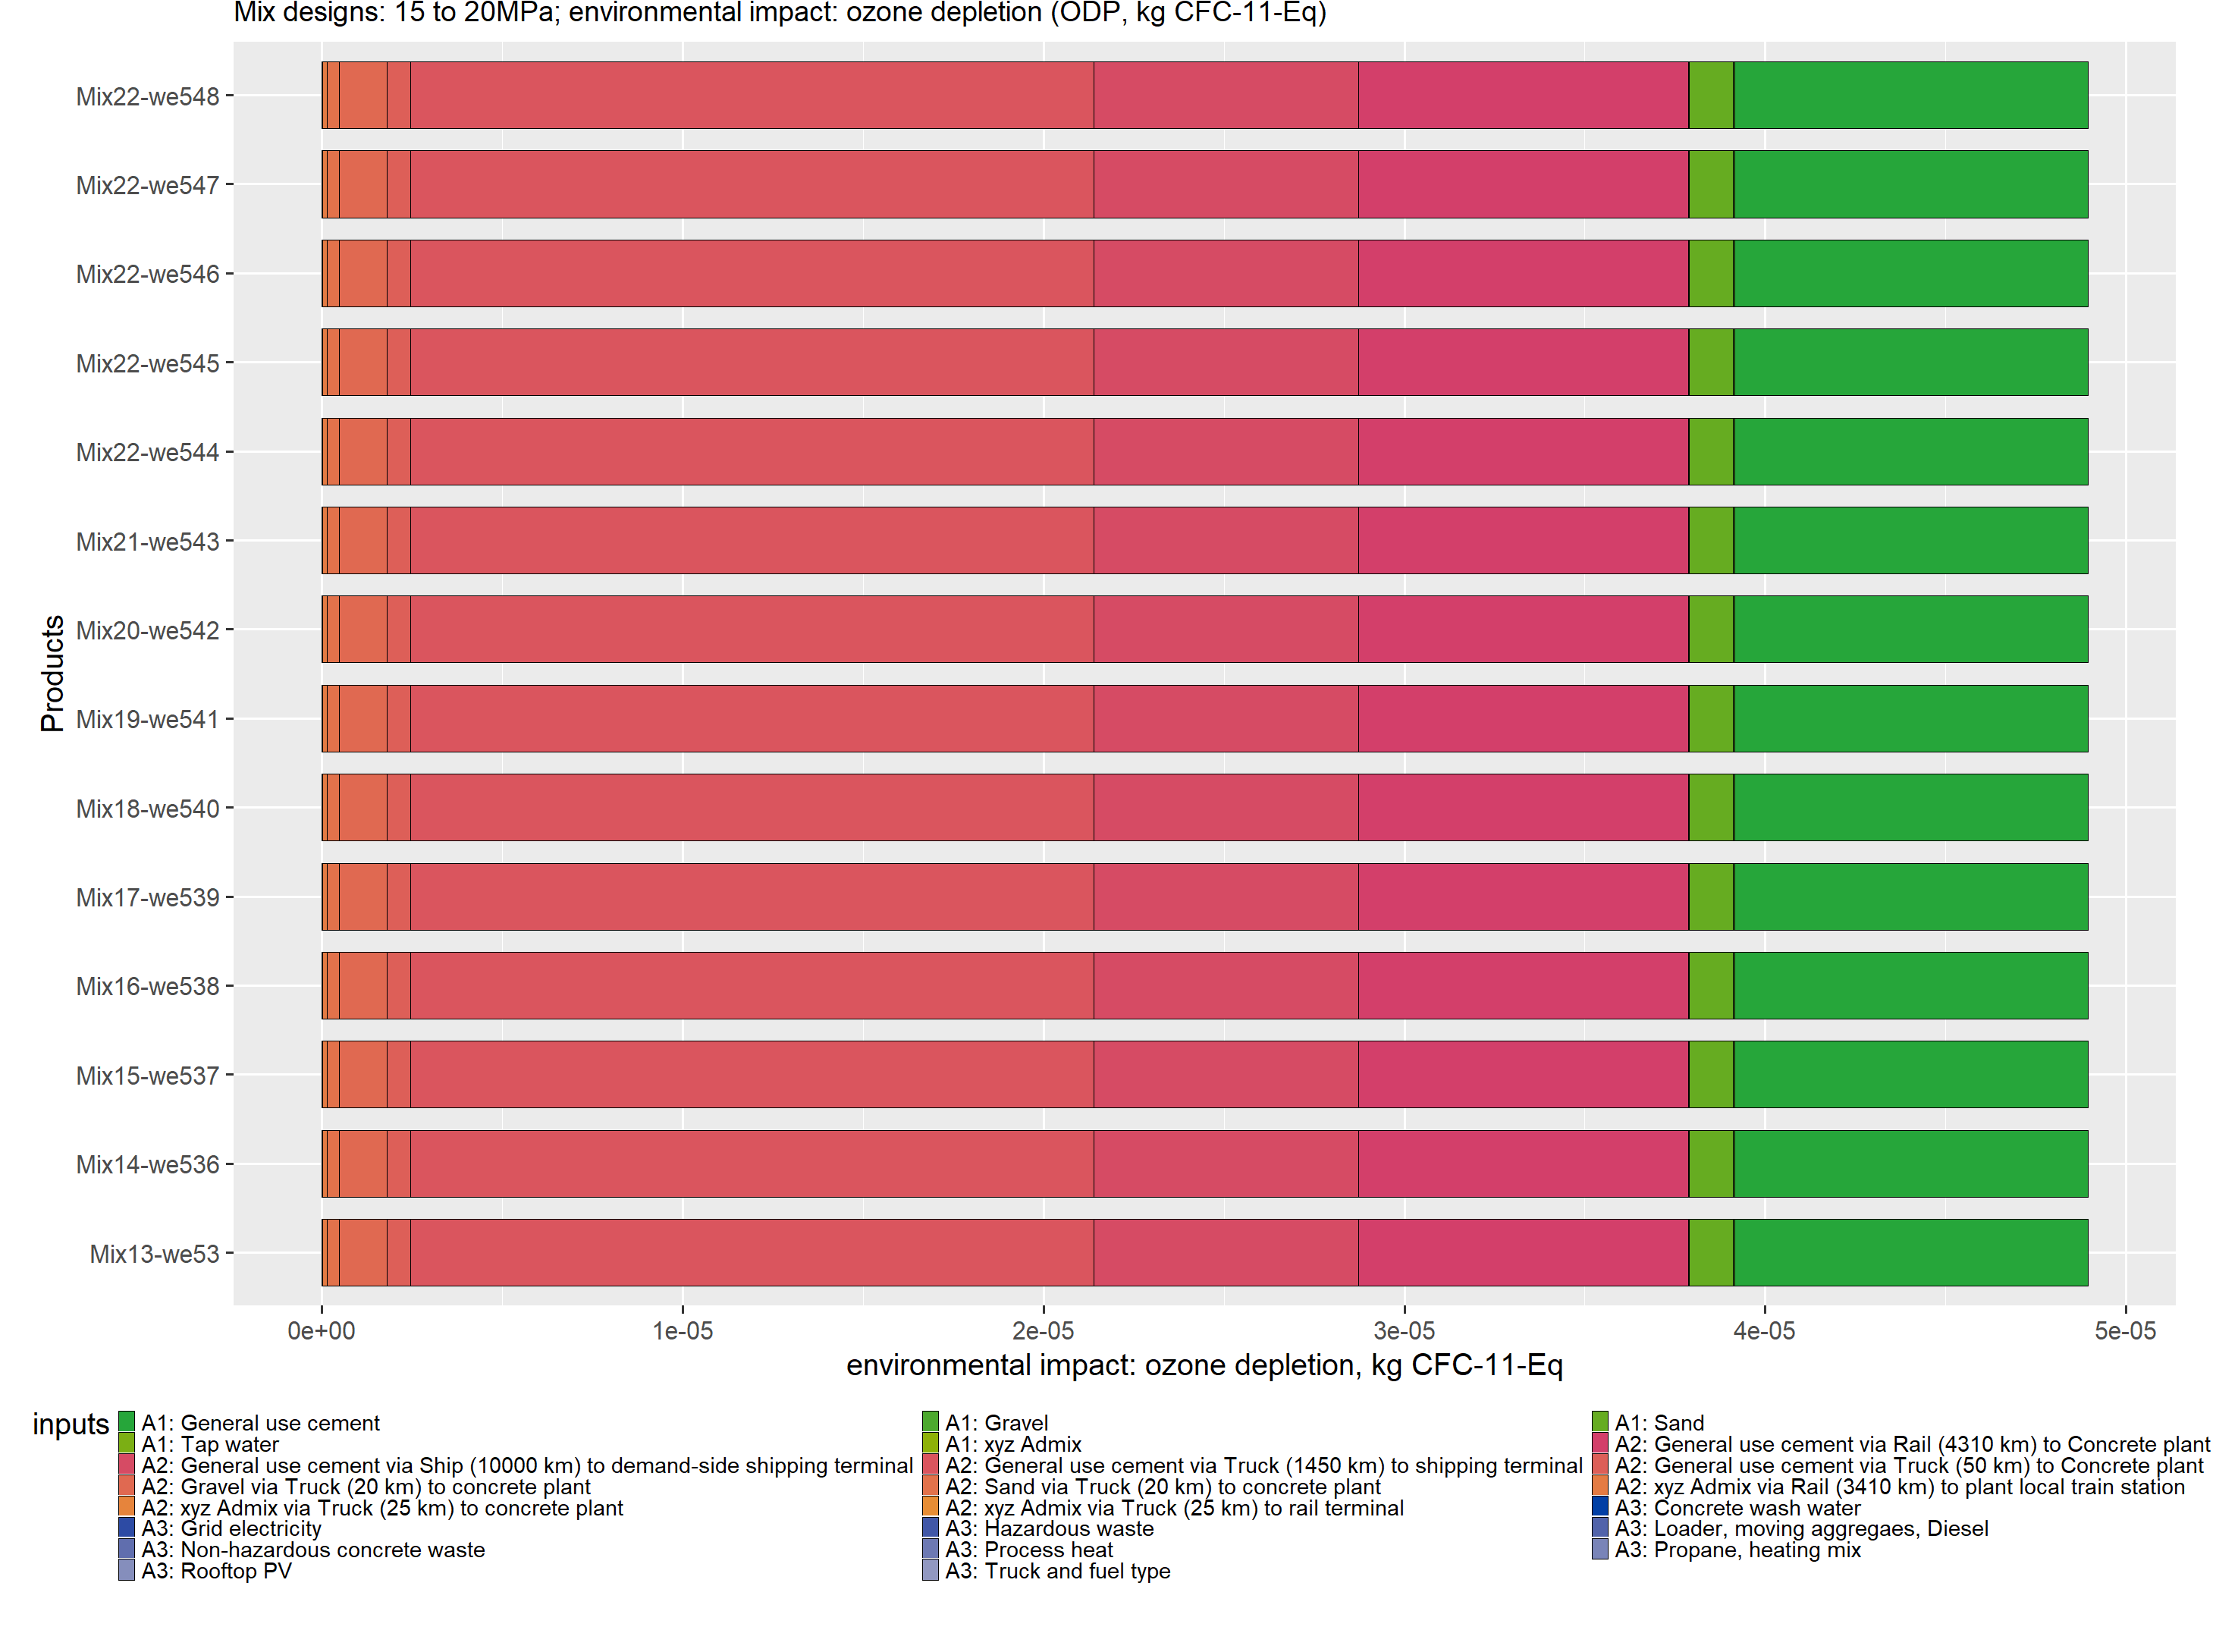 Mix designs: 15 to 20MPa; environmental impact: ozone depletion (ODP, kg CFC-11-Eq)
Products
Mix22-we548
Mix22-we547
Mix22-we546
Mix22-we545
Mix22-we544
Mix21-we543
Mix20-we542
Mix19-we541
Mix18-we540
Mix17-we539
Mix16-we538
Mix15-we537
Mix14-we536
Mix13-we53
0e+00 1e-05 2e-05 3e-05 4e-05 5e-05
environmental impact: ozone depletion, kg CFC-11-Eq
inputs
A1: General use cement A1: Gravel A1: Sand
A1: Tap water A1: xyz Admix A2: General use cement via Rail (4310 km) to Concrete plant
A2: General use cement via Ship (10000 km) to demand-side shipping terminal A2: General use cement via Truck (1450 km) to shipping terminal A2: General use cement via Truck (50 km) to Concrete plant
A2: Gravel via Truck (20 km) to concrete plant A2: Sand via Truck (20 km) to concrete plant A2: xyz Admix via Rail (3410 km) to plant local train station
A2: xyz Admix via Truck (25 km) to concrete plant A2: xyz Admix via Truck (25 km) to rail terminal A3: Concrete wash water
A3: Grid electricity A3: Hazardous waste A3: Loader, moving aggregaes, Diesel
A3: Non-hazardous concrete waste A3: Process heat A3: Propane, heating mix
A3: Rooftop PV A3: Truck and fuel type